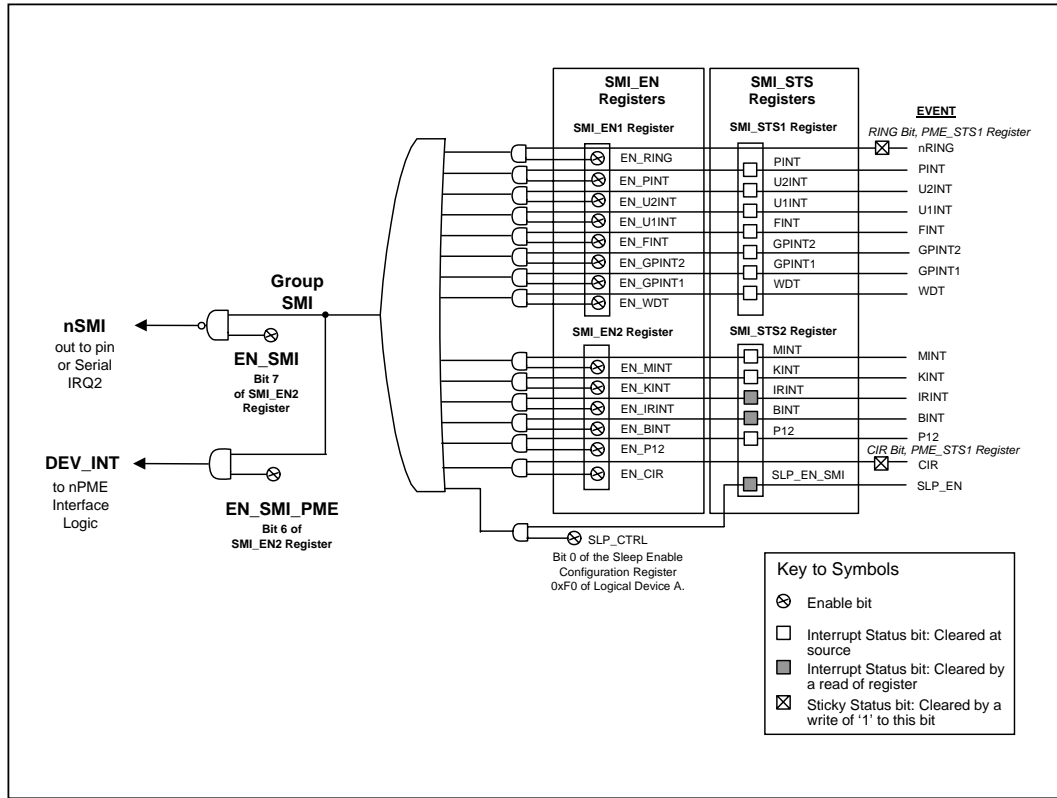 SMI_EN
Registers
SMI_STS
Registers
EVENT
SMI_EN1 Register
SMI_STS1 Register
RING Bit, PME_STS1 Register
nRING
EN_RING
PINT
PINT
EN_PINT
U2INT
U2INT
EN_U2INT
U1INT
U1INT
EN_U1INT
FINT
FINT
EN_FINT
GPINT2
GPINT2
EN_GPINT2
GPINT1
GPINT1
EN_GPINT1
WDT
WDT
EN_WDT
Group
SMI
nSMI
out to pin
or Serial
IRQ2
EN_SMI
Bit 7
of SMI_EN2
Register
SMI_EN2 Register
SMI_STS2 Register
MINT
MINT
EN_MINT
KINT
KINT
EN_KINT
IRINT
IRINT
EN_IRINT
BINT
BINT
EN_BINT
P12
P12
EN_P12
CIR Bit, PME_STS1 Register
CIR
EN_CIR
SLP_EN_SMI
SLP_EN
DEV_INT
to nPME
Interface
Logic
EN_SMI_PME
Bit 6 of
SMI_EN2 Register
SLP_CTRL
Bit 0 of the Sleep Enable
Configuration Register
0xF0 of Logical Device A.
Key to Symbols
Enable bit
Interrupt Status bit: Cleared at
source
Interrupt Status bit: Cleared by
a read of register
Sticky Status bit: Cleared by a
write of '1' to this bit